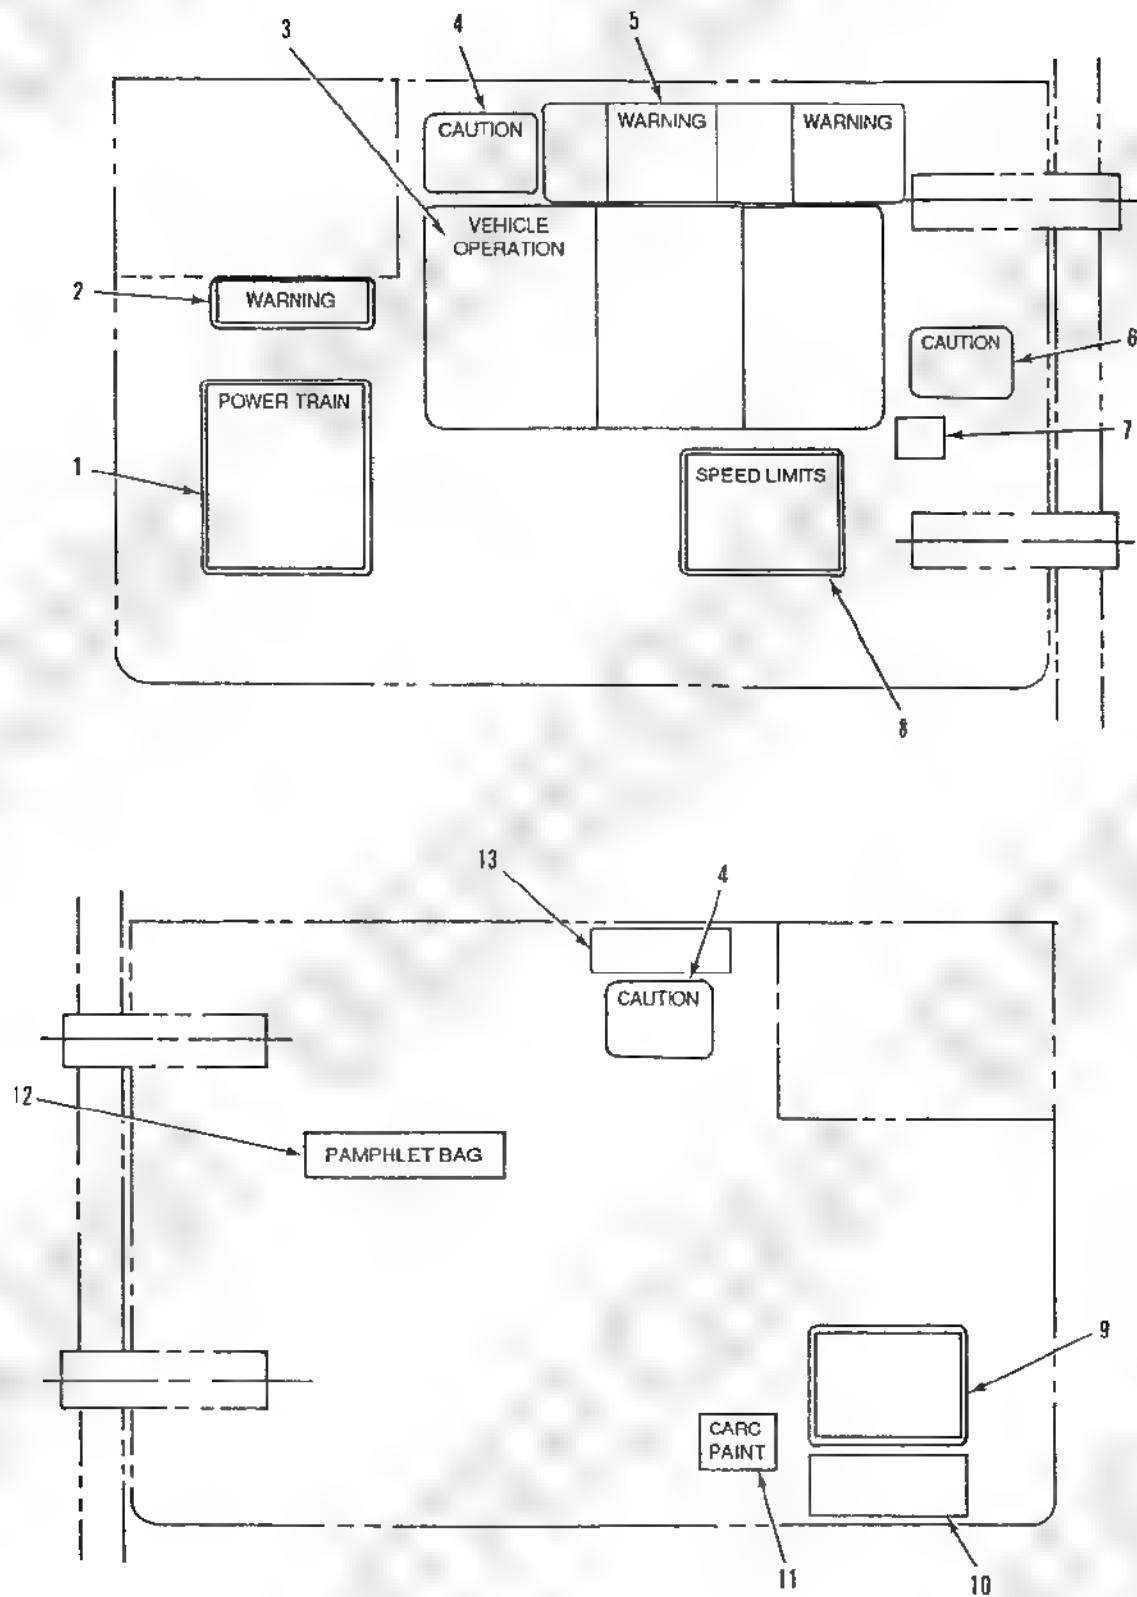 3
4
5
CAUTION
WARNING
WARNING
VEHICLE
OPERATION
2
WARNING
CAUTION
6
POWER TRAIN
7
1
SPEED LIMITS
8
13
4
CAUTION
12
PAMPHLET BAG
9
CARC
PAINT
11
10